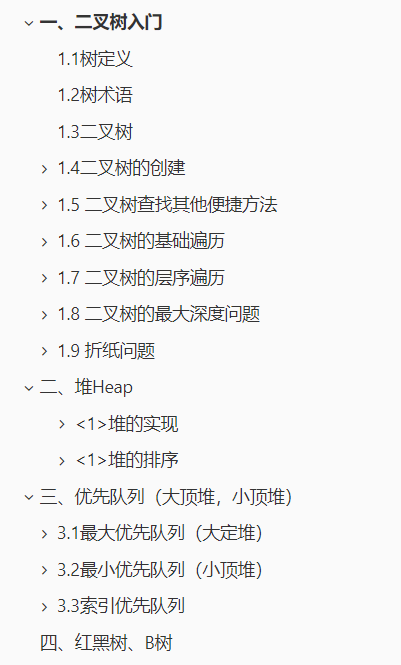 一、二叉树入门
1.1树定义
1.2树术语
1.3二叉树
1.4二叉树的创建
1.5 二叉树查找其他便捷方法
1.6 二叉树的基础遍历
1.7 二叉树的层序遍历
1.8 二叉树的最大深度问题
1.9 折纸问题
二、堆Heap
<1>堆的实现
<1>堆的排序
三、优先队列（大顶堆，小顶堆）
3.1最大优先队列（大定堆）
3.2最小优先队列（小顶堆）
3.3索引优先队列
四、红黑树、B树